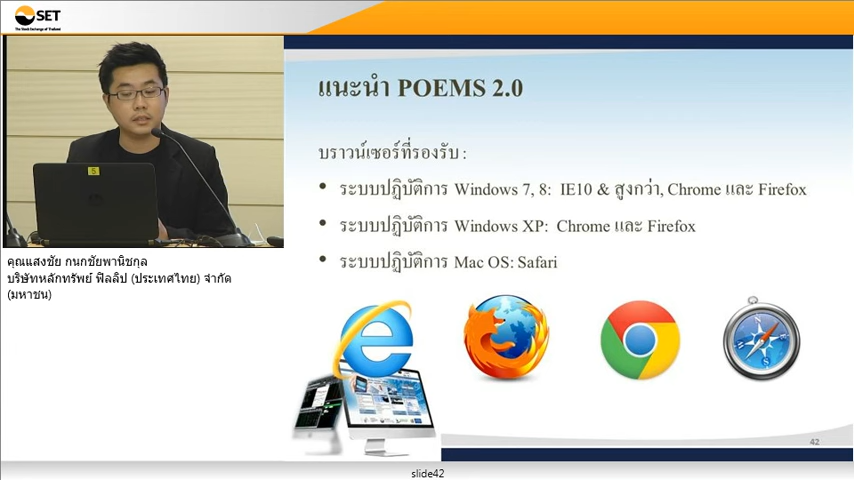 SET
The Stock Exchange of Thailand
แนะนำ POEMS 2.0
บราวน์เซอร์ที่รองรับ :
• ระบบปฏิบัติการ Windows 7, 8: IE10 & สูงกว่า, Chrome และ Firefox
• ระบบปฏิบัติการ Windows XP: Chrome และ Firefox
• ระบบปฏิบัติการ Mac OS: Safari
5
คุณแสงชัย กนกชัยพานิชกุล
บริษัทหลักทรัพย์ ฟิลลิป (ประเทศไทย) จำกัด
(มหาชน)
N
E
S
W
42
slide42